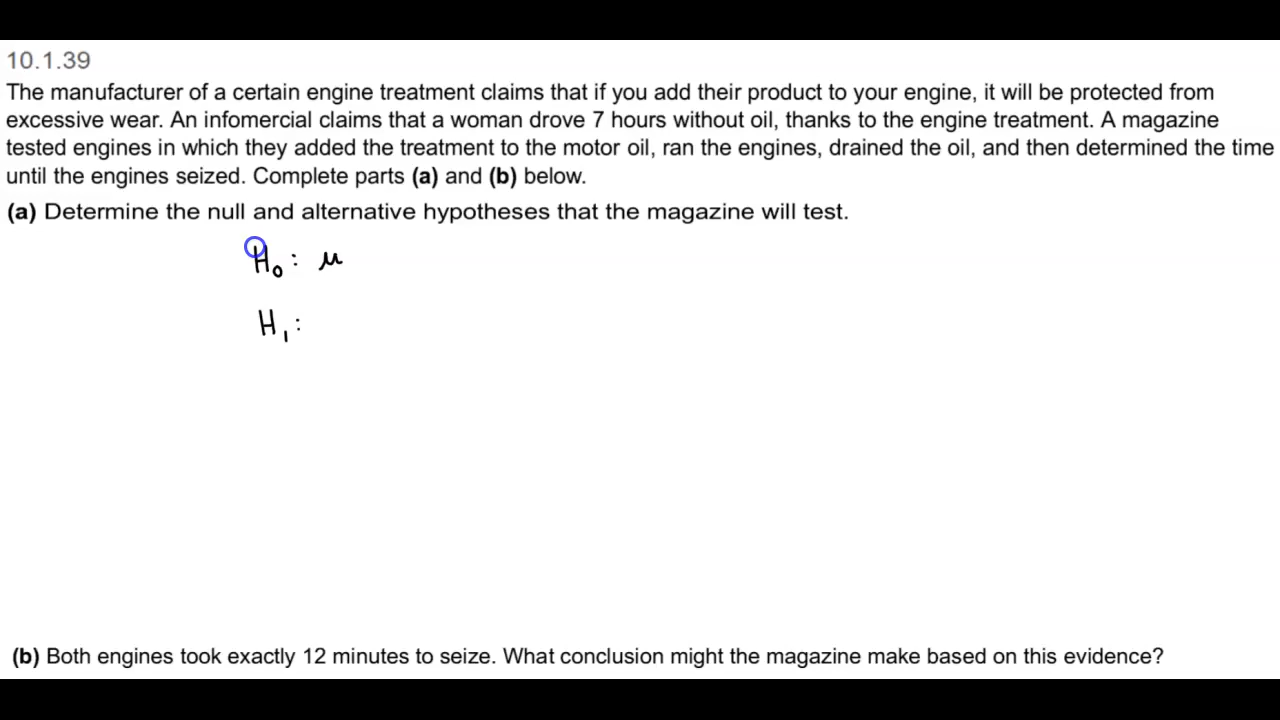 10.1.39
The manufacturer of a certain engine treatment claims that if you add their product to your engine, it will be protected from
excessive wear. An infomercial claims that a woman drove 7 hours without oil, thanks to the engine treatment. A magazine
tested engines in which they added the treatment to the motor oil, ran the engines, drained the oil, and then determined the time
until the engines seized. Complete parts (a) and (b) below.
(a) Determine the null and alternative hypotheses that the magazine will test.
H₀: μ
H₁:
(b) Both engines took exactly 12 minutes to seize. What conclusion might the magazine make based on this evidence?